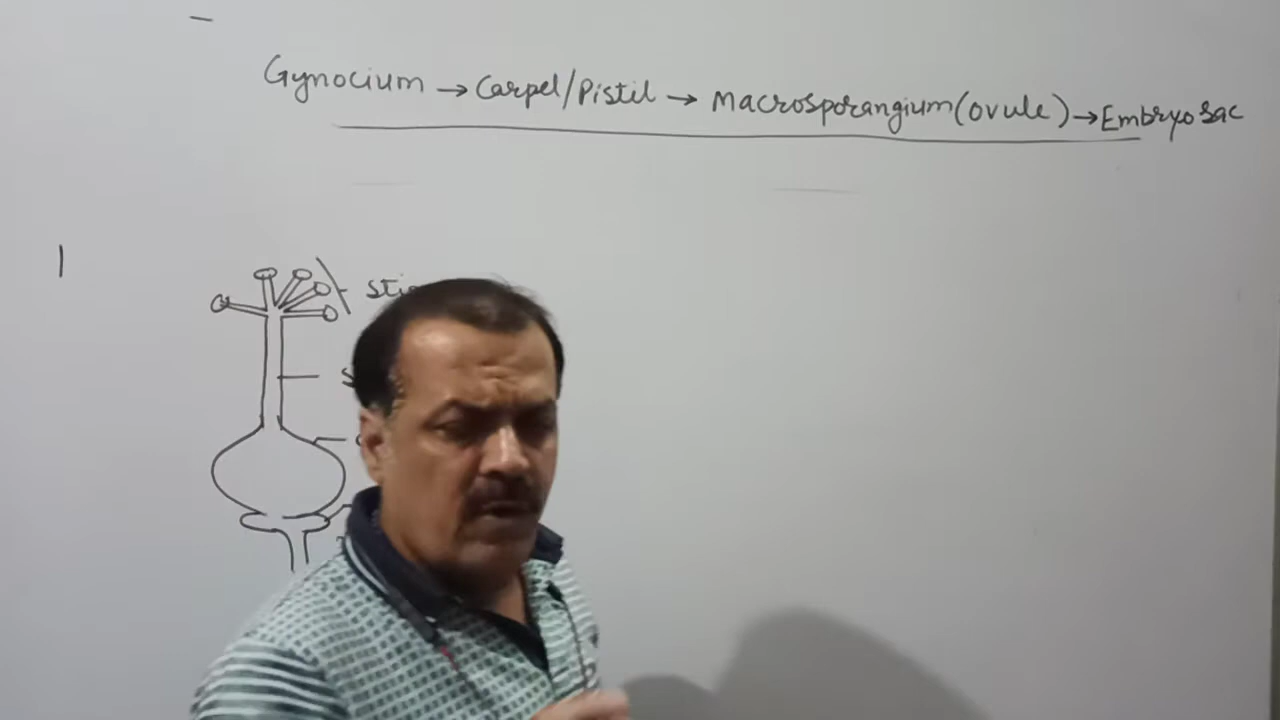 Gynocium → Carpel/Pistil → Macrosporangium (ovule) → Embryo sac